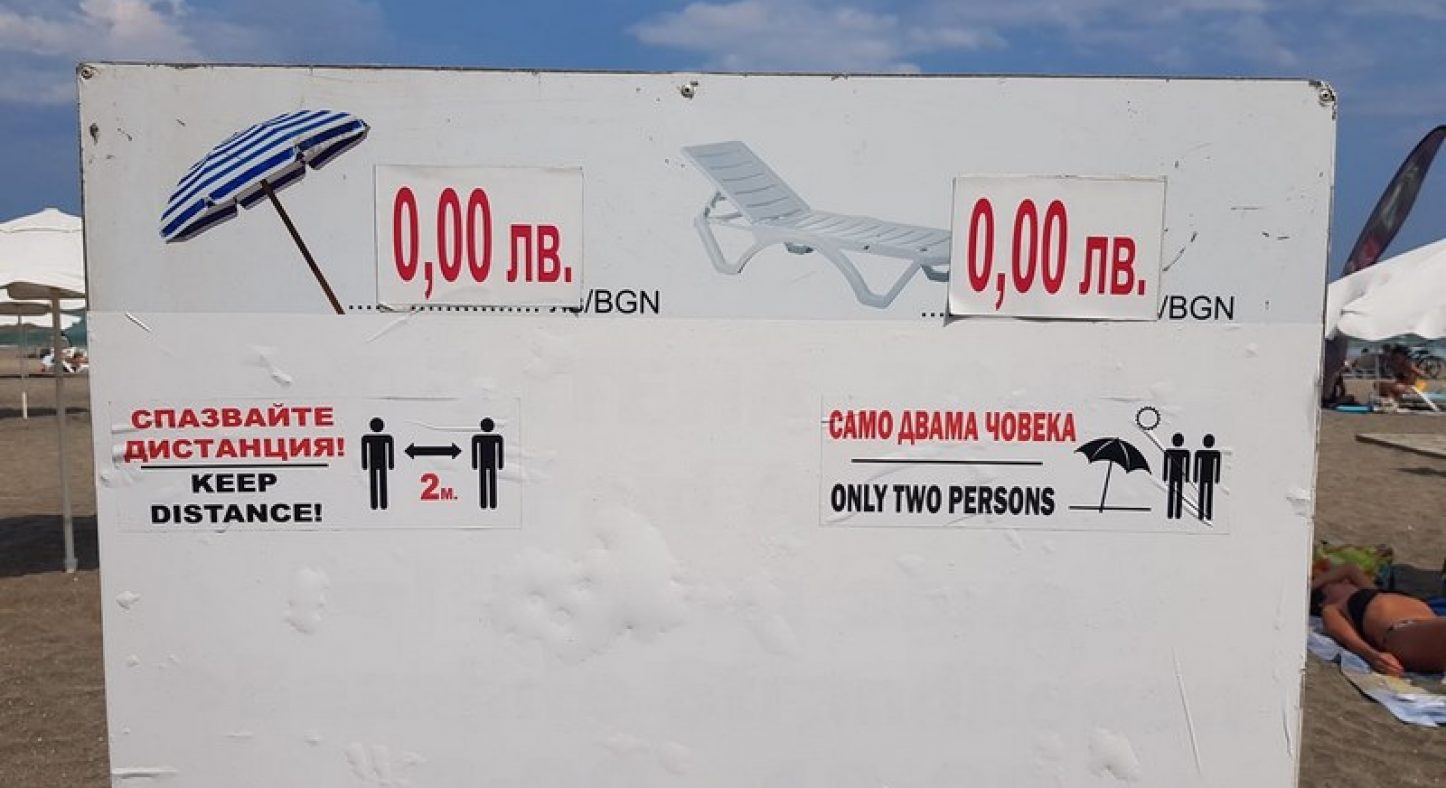 0,00 лв.
/BGN
0,00 лв.
/BGN
СПАЗВАЙТЕ
ДИСТАНЦИЯ!
KEEP
DISTANCE!
2м.
САМО ДВАМА ЧОВЕКА
ONLY TWO PERSONS